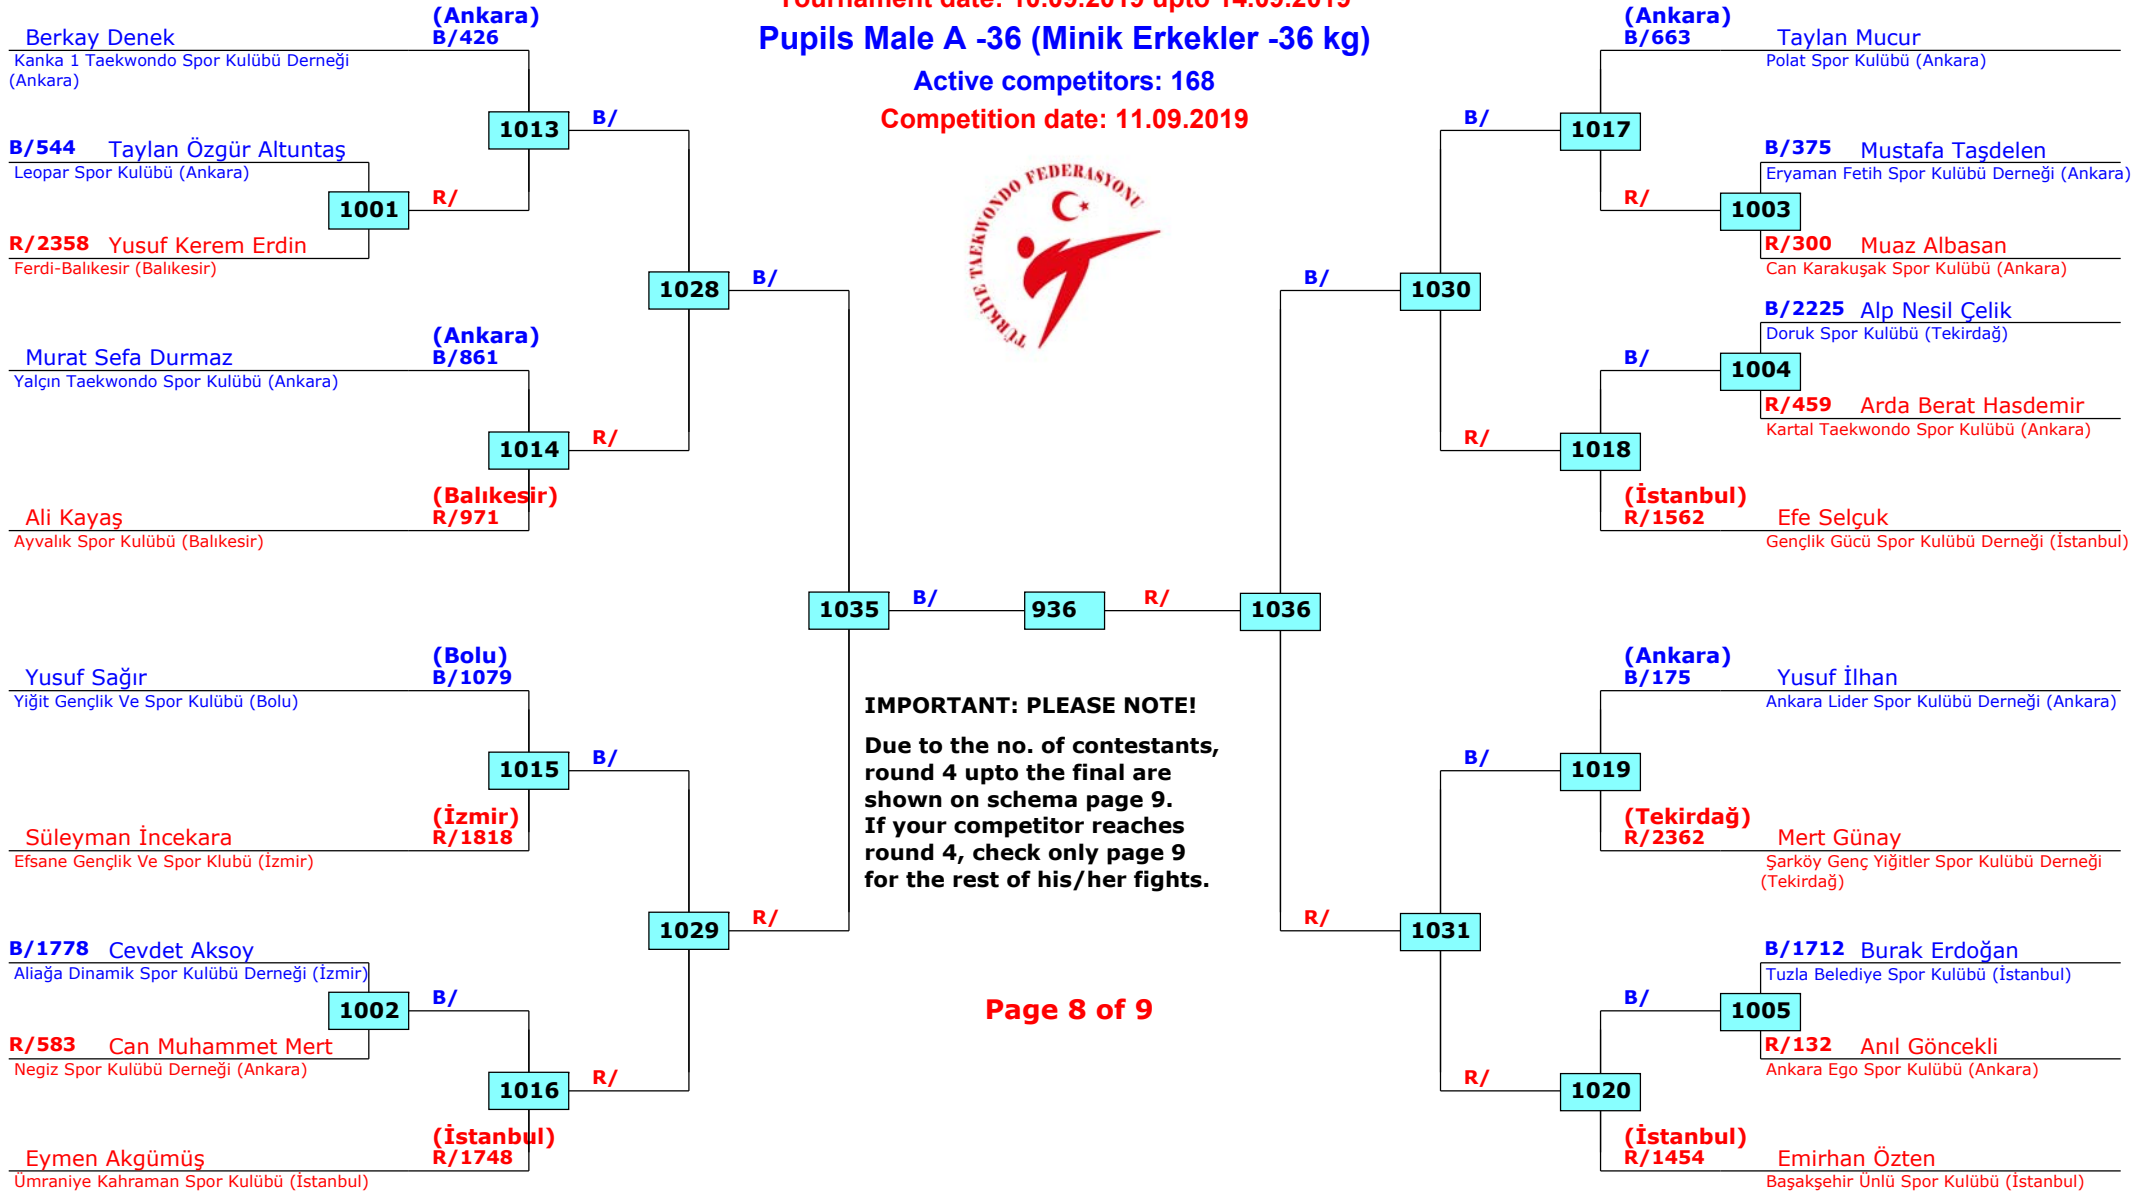 Tournament date: 10.09.2019 upto 14.09.2019
Pupils Male A -36 (Minik Erkekler -36 kg)
Active competitors: 168
Competition date: 11.09.2019
TÜRKİYE TAEKWONDO FEDERASYONU
(Ankara)
Berkay Denek B/426
Kanka 1 Taekwondo Spor Kulübü Derneği
(Ankara)
1013 B/
B/544 Taylan Özgür Altuntaş
Leopar Spor Kulübü (Ankara)
1001 R/
R/2358 Yusuf Kerem Erdin
Ferdi-Balıkesir (Balıkesir)
1028 B/
(Ankara)
Murat Sefa Durmaz B/861
Yalçın Taekwondo Spor Kulübü (Ankara)
1014 R/
(Balıkesir)
Ali Kayaş R/971
Ayvalık Spor Kulübü (Balıkesir)
1035 B/ 936 R/ 1036
(Bolu)
Yusuf Sağır B/1079
Yiğit Gençlik Ve Spor Kulübü (Bolu)
1015 B/
(İzmir)
Süleyman İncekara R/1818
Efsane Gençlik Ve Spor Klubü (İzmir)
1029 R/
B/1778 Cevdet Aksoy
Aliağa Dinamik Spor Kulübü Derneği (İzmir)
1002 B/
R/583 Can Muhammet Mert
Negiz Spor Kulübü Derneği (Ankara)
1016 R/
(İstanbul)
Eymen Akgümüş R/1748
Ümraniye Kahraman Spor Kulübü (İstanbul)
IMPORTANT: PLEASE NOTE!
Due to the no. of contestants,
round 4 upto the final are
shown on schema page 9.
If your competitor reaches
round 4, check only page 9
for the rest of his/her fights.
Page 8 of 9
(Ankara)
B/663 Taylan Mucur
Polat Spor Kulübü (Ankara)
B/ 1017
B/375 Mustafa Taşdelen
Eryaman Fetih Spor Kulübü Derneği (Ankara)
R/ 1003
R/300 Muaz Albasan
Can Karakuşak Spor Kulübü (Ankara)
B/ 1030
B/2225 Alp Nesil Çelik
Doruk Spor Kulübü (Tekirdağ)
B/ 1004
R/459 Arda Berat Hasdemir
Kartal Taekwondo Spor Kulübü (Ankara)
R/ 1018
(İstanbul)
R/1562 Efe Selçuk
Gençlik Gücü Spor Kulübü Derneği (İstanbul)
(Ankara)
B/175 Yusuf İlhan
Ankara Lider Spor Kulübü Derneği (Ankara)
B/ 1019
(Tekirdağ)
R/2362 Mert Günay
Şarköy Genç Yiğitler Spor Kulübü Derneği
(Tekirdağ)
R/ 1031
B/1712 Burak Erdoğan
Tuzla Belediye Spor Kulübü (İstanbul)
B/ 1005
R/132 Anıl Göncekli
Ankara Ego Spor Kulübü (Ankara)
R/ 1020
(İstanbul)
R/1454 Emirhan Özten
Başakşehir Ünlü Spor Kulübü (İstanbul)